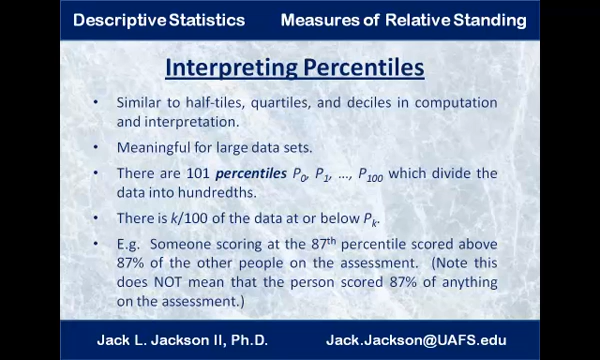 Descriptive Statistics Measures of Relative Standing
Interpreting Percentiles
• Similar to half-tiles, quartiles, and deciles in computation
and interpretation.
• Meaningful for large data sets.
• There are 101 percentiles P0, P1, ..., P100 which divide the
data into hundredths.
• There is k/100 of the data at or below Pk.
• E.g. Someone scoring at the 87th percentile scored above
87% of the other people on the assessment. (Note this
does NOT mean that the person scored 87% of anything
on the assessment.)
Jack L. Jackson II, Ph.D. Jack.Jackson@UAFS.edu